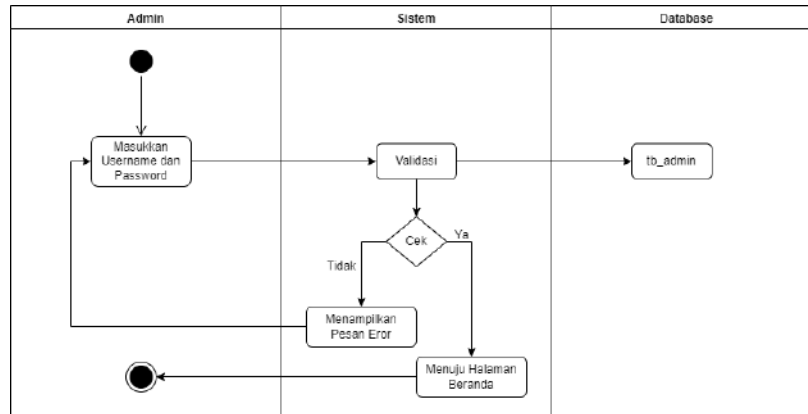 Admin
Sistem
Database
Masukkan
Username dan
Password
Validasi
tb_admin
Cek
Ya
Tidak
Menampilkan
Pesan Eror
Menuju Halaman
Beranda